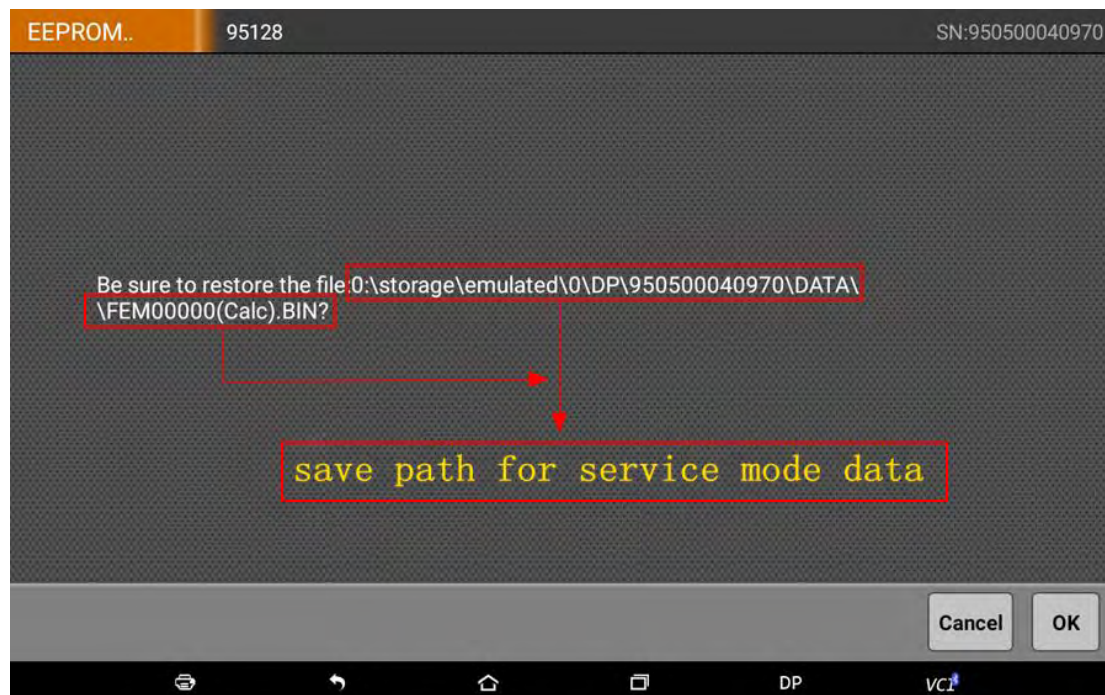 EEPROM.. 95128 SN:950500040970
Be sure to restore the file:0:\storage\emulated\0\DP\950500040970\DATA\
\FEM00000(Calc).BIN?
save path for service mode data
Cancel OK
DP VCI